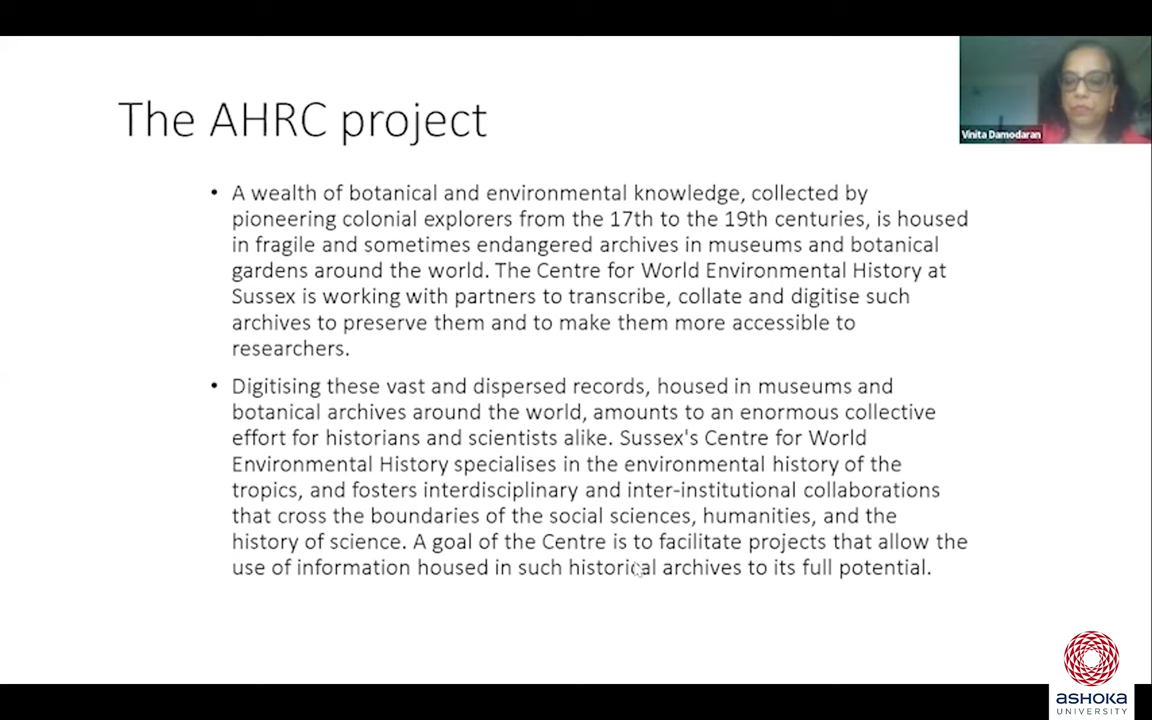 The AHRC project
Vinita Damodaran
• A wealth of botanical and environmental knowledge, collected by
pioneering colonial explorers from the 17th to the 19th centuries, is housed
in fragile and sometimes endangered archives in museums and botanical
gardens around the world. The Centre for World Environmental History at
Sussex is working with partners to transcribe, collate and digitise such
archives to preserve them and to make them more accessible to
researchers.
• Digitising these vast and dispersed records, housed in museums and
botanical archives around the world, amounts to an enormous collective
effort for historians and scientists alike. Sussex's Centre for World
Environmental History specialises in the environmental history of the
tropics, and fosters interdisciplinary and inter-institutional collaborations
that cross the boundaries of the social sciences, humanities, and the
history of science. A goal of the Centre is to facilitate projects that allow the
use of information housed in such historical archives to its full potential.
ASHOKA
UNIVERSITY